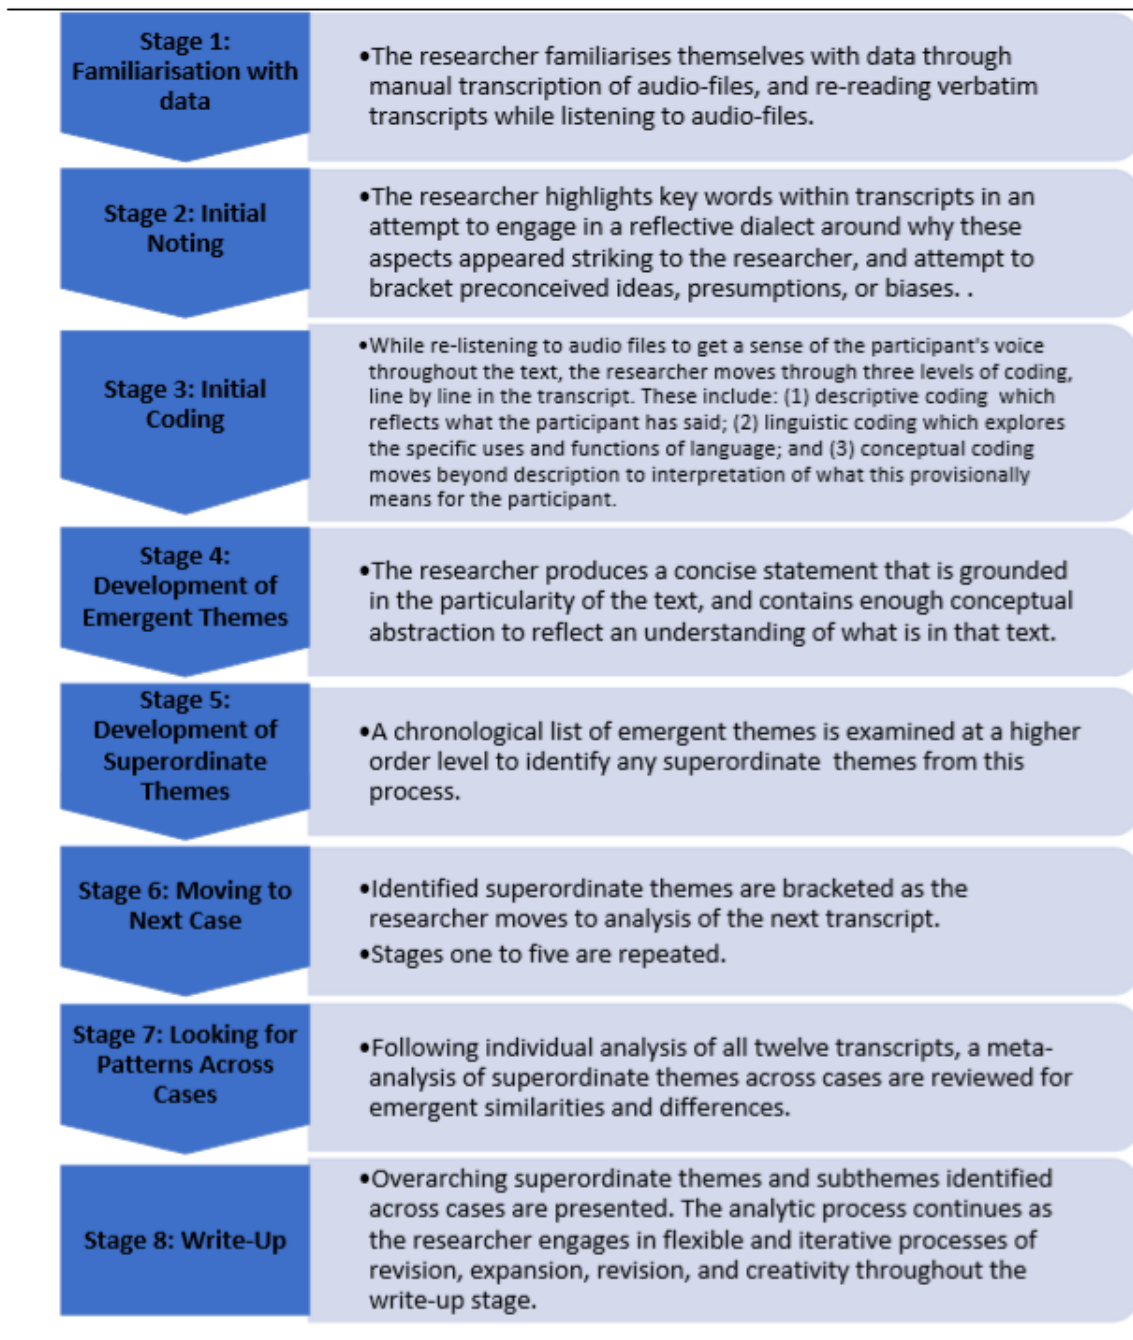 Stage 1:
Familiarisation with
data
•The researcher familiarises themselves with data through
manual transcription of audio-files, and re-reading verbatim
transcripts while listening to audio-files.
Stage 2: Initial
Noting
•The researcher highlights key words within transcripts in an
attempt to engage in a reflective dialect around why these
aspects appeared striking to the researcher, and attempt to
bracket preconceived ideas, presumptions, or biases. .
Stage 3: Initial
Coding
•While re-listening to audio files to get a sense of the participant's voice
throughout the text, the researcher moves through three levels of coding,
line by line in the transcript. These include: (1) descriptive coding  which
reflects what the participant has said; (2) linguistic coding which explores
the specific uses and functions of language; and (3) conceptual coding
moves beyond description to interpretation of what this provisionally
means for the participant.
Stage 4:
Development of
Emergent Themes
•The researcher produces a concise statement that is grounded
in the particularity of the text, and contains enough conceptual
abstraction to reflect an understanding of what is in that text.
Stage 5:
Development of
Superordinate
Themes
•A chronological list of emergent themes is examined at a higher
order level to identify any superordinate  themes from this
process.
Stage 6: Moving to
Next Case
•Identified superordinate themes are bracketed as the
researcher moves to analysis of the next transcript.
•Stages one to five are repeated.
Stage 7: Looking for
Patterns Across
Cases
•Following individual analysis of all twelve transcripts, a meta-
analysis of superordinate themes across cases are reviewed for
emergent similarities and differences.
Stage 8: Write-Up
•Overarching superordinate themes and subthemes identified
across cases are presented. The analytic process continues as
the researcher engages in flexible and iterative processes of
revision, expansion, revision, and creativity throughout the
write-up stage.